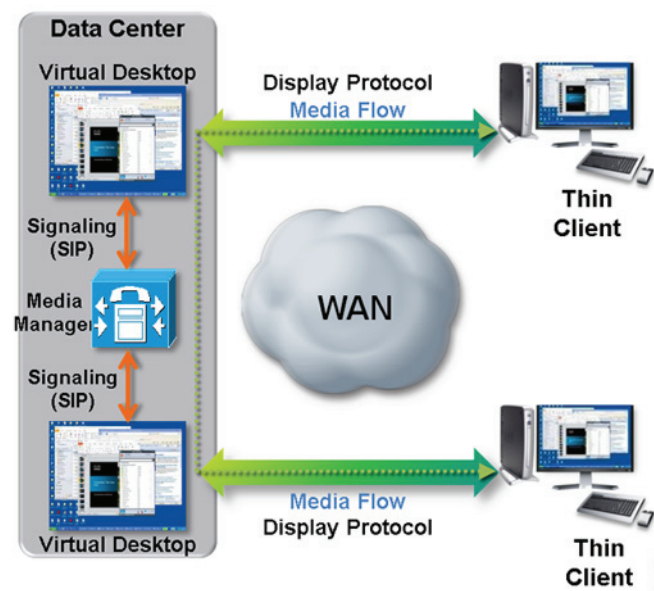 Data Center
Virtual Desktop
Display Protocol
Media Flow
Thin
Client
Signaling
(SIP)
Media
Manager
WAN
Signaling
(SIP)
Media Flow
Display Protocol
Virtual Desktop
Thin
Client